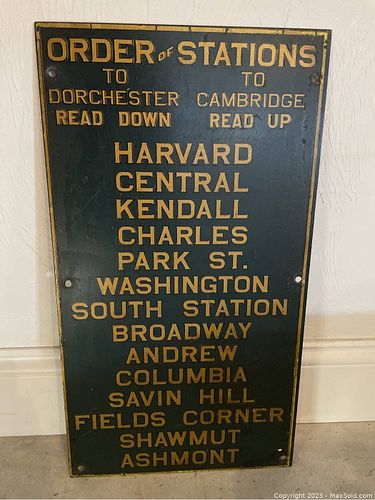 ORDER OF STATIONS
TO DORCHESTER READ DOWN
TO CAMBRIDGE READ UP
HARVARD
CENTRAL
KENDALL
CHARLES
PARK ST.
WASHINGTON
SOUTH STATION
BROADWAY
ANDREW
COLUMBIA
SAVIN HILL
FIELDS CORNER
SHAWMUT
ASHMONT
Copyright 2023 - MaxSold.com